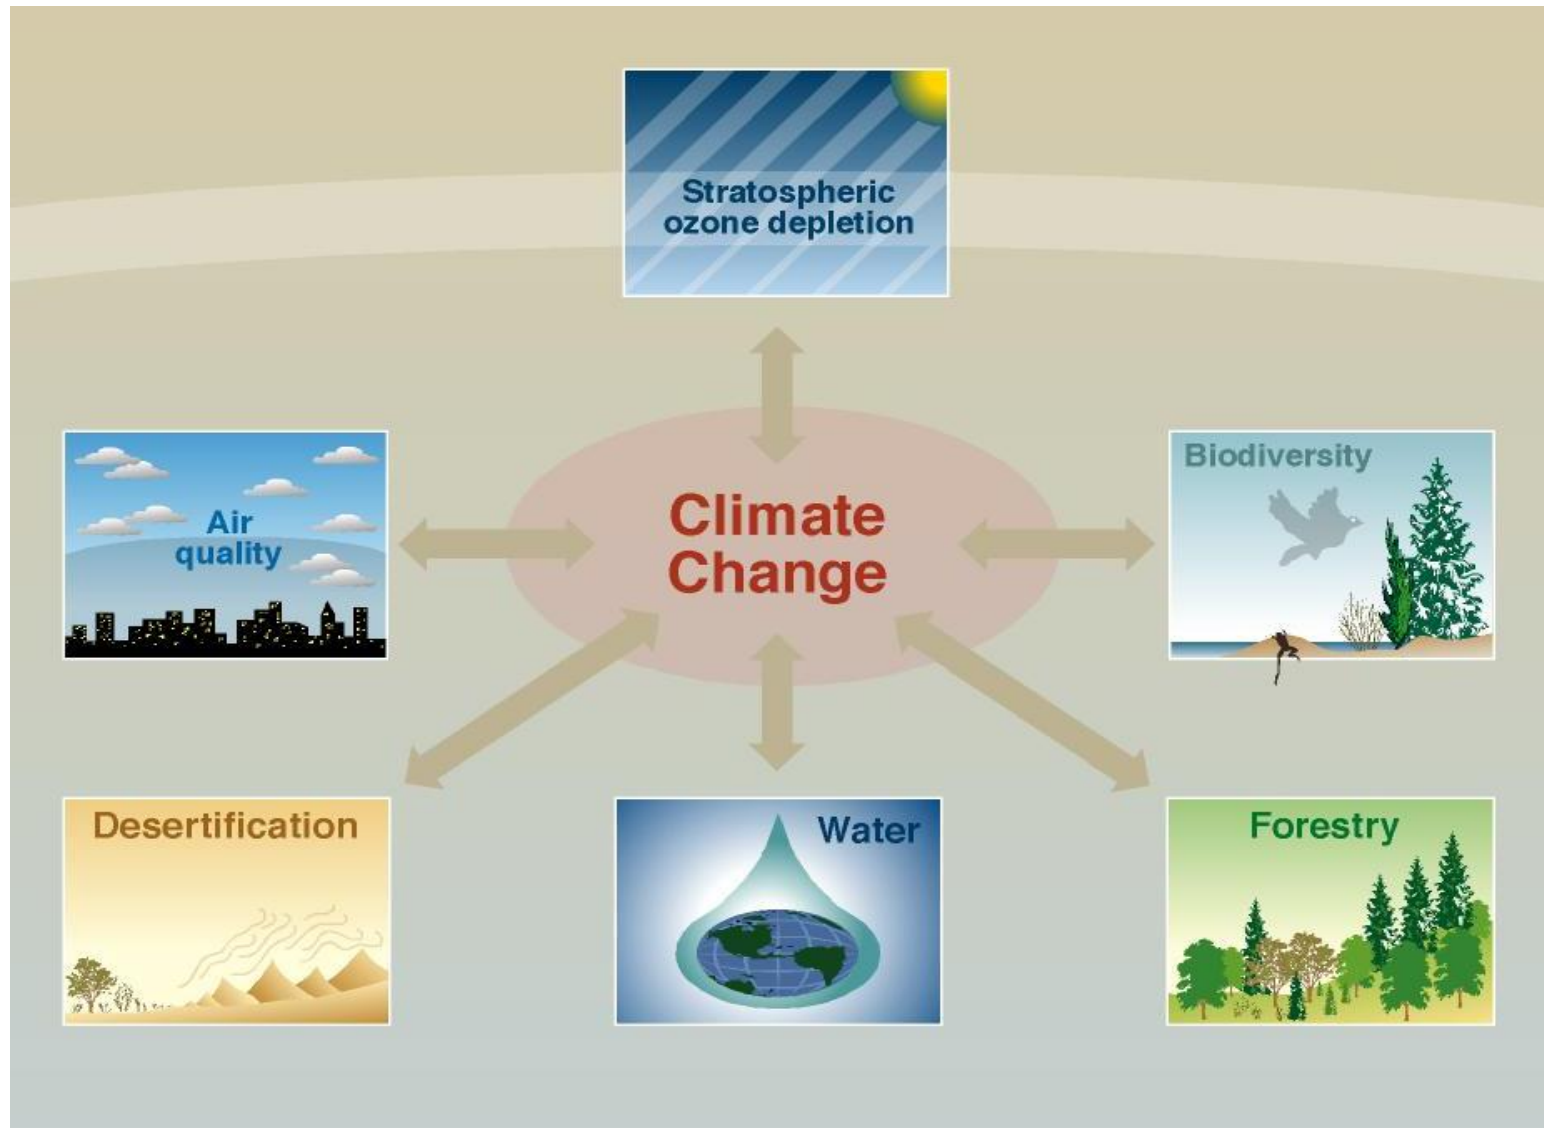 Stratospheric
ozone depletion
Air
quality
Climate
Change
Biodiversity
Desertification
Water
Forestry